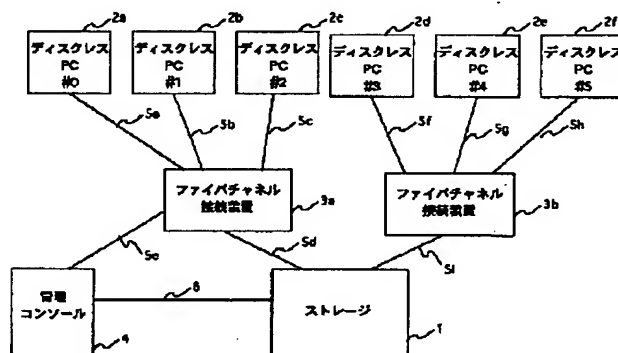 2a
2b
2c
2d
2e
2f
ディスクレス
PC
#0
ディスクレス
PC
#1
ディスクレス
PC
#2
ディスクレス
PC
#3
ディスクレス
PC
#4
ディスクレス
PC
#5
5a
5b
5c
5f
5g
5h
ファイバチャネル
接続装置
3a
ファイバチャネル
接続装置
3b
5e
5d
5i
管理
コンソール
4
6
ストレージ
1